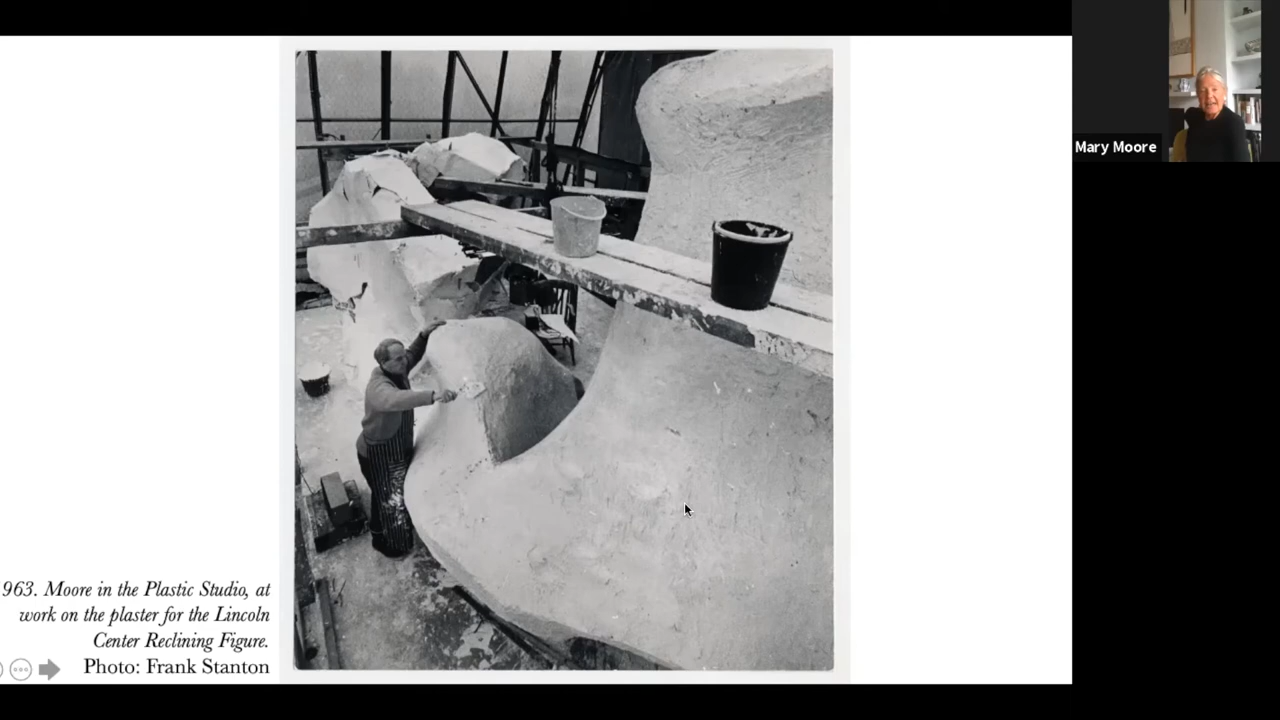 963. Moore in the Plastic Studio, at
work on the plaster for the Lincoln
Center Reclining Figure.
Photo: Frank Stanton
Mary Moore